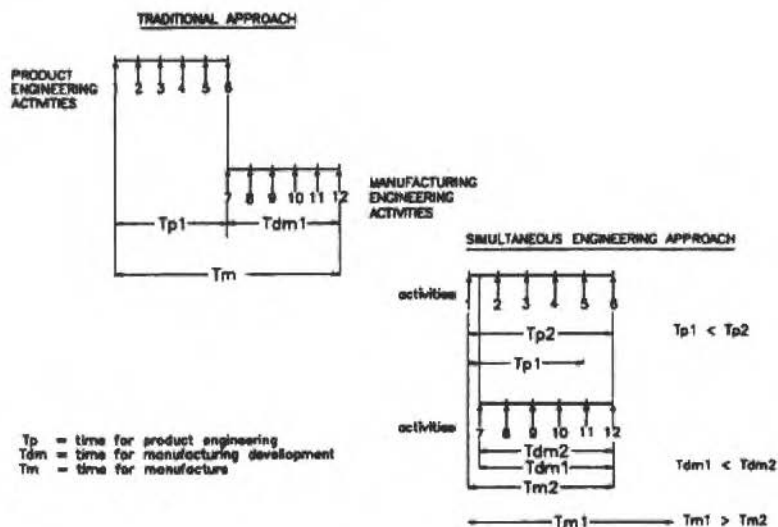 TRADITIONAL APPROACH
PRODUCT
ENGINEERING
ACTIVITIES
1 2 3 4 5 6
7 8 9 10 11 12
MANUFACTURING
ENGINEERING
ACTIVITIES
Tp1 Tdm1
Tm
SIMULTANEOUS ENGINEERING APPROACH
activities
1 2 3 4 5 6
Tp2
Tp1 < Tp2
Tp1
activities
7 8 9 10 11 12
Tdm2
Tdm1
Tdm1 < Tdm2
Tm2
Tm1
Tm1 > Tm2
Tp = time for product engineering
Tdm = time for manufacturing development
Tm = time for manufacture